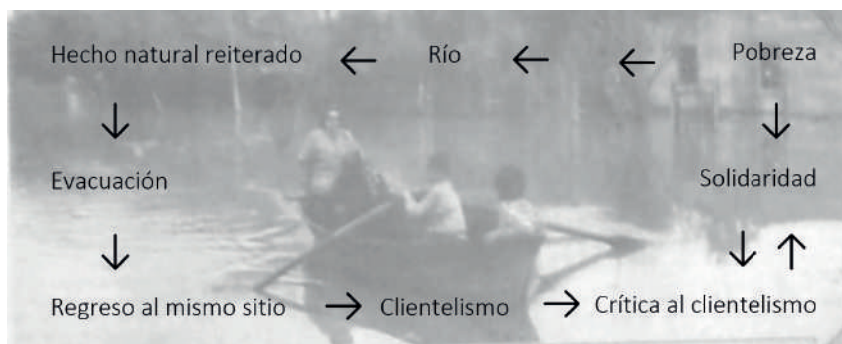 Hecho natural reiterado ← Río ← ← Pobreza
↓ ↓
Evacuación Solidaridad
↓ ↓ ↑
Regreso al mismo sitio → Clientelismo → Crítica al clientelismo